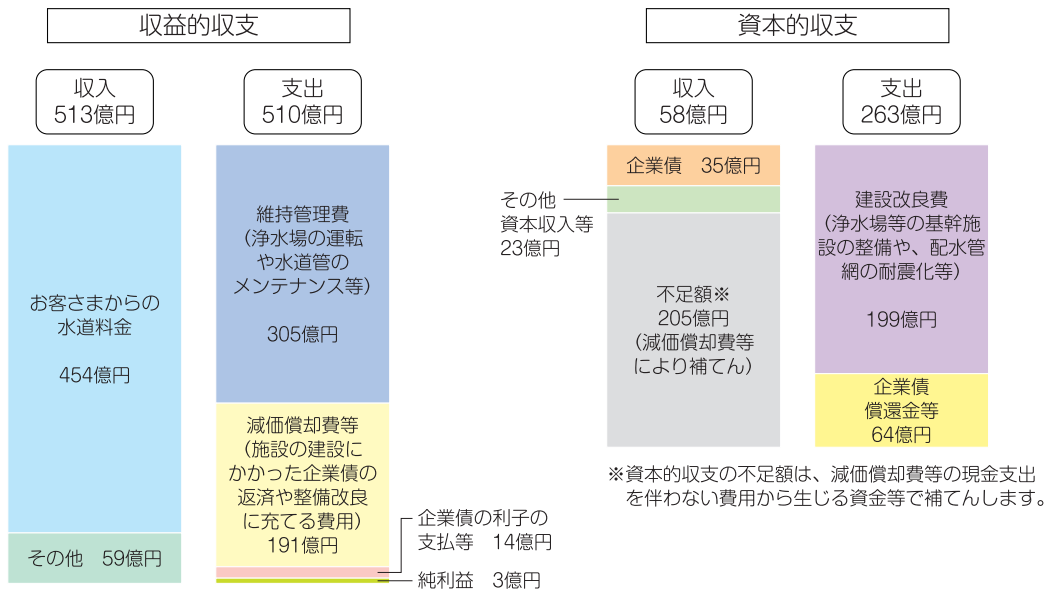 収益的収支
収入
513億円
支出
510億円
お客さまからの
水道料金
454億円
その他 59億円
維持管理費
(浄水場の運転
や水道管の
メンテナンス等)
305億円
減価償却費等
(施設の建設に
かかった企業債の
返済や整備改良
に充てる費用)
191億円
企業債の利子の
支払等 14億円
純利益 3億円
資本的収支
収入
58億円
支出
263億円
企業債 35億円
その他
資本収入等
23億円
不足額※
205億円
(減価償却費等
により補てん)
建設改良費
(浄水場等の基幹施
設の整備や、配水管
網の耐震化等)
199億円
企業債
償還金等
64億円
※資本的収支の不足額は、減価償却費等の現金支出
を伴わない費用から生じる資金等で補てんします。